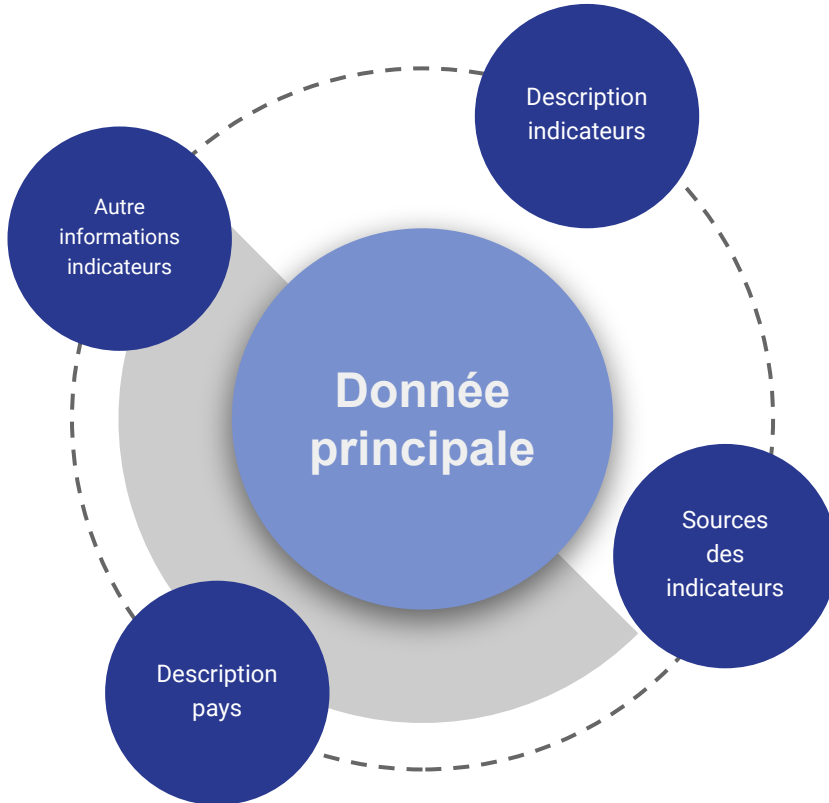 Description
indicateurs
Autre
informations
indicateurs
Donnée
principale
Sources
des
indicateurs
Description
pays